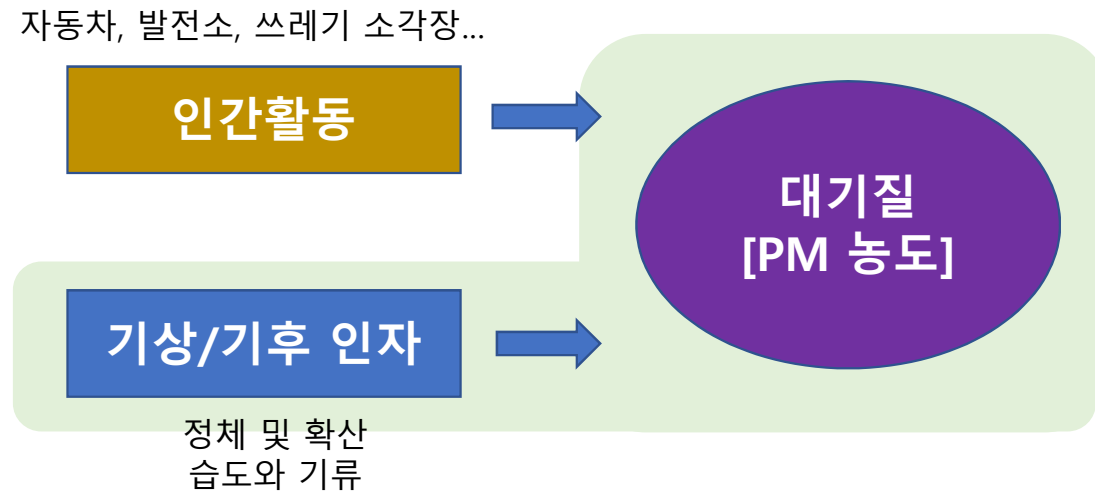 자동차, 발전소, 쓰레기 소각장...
인간활동
대기질
[PM 농도]
기상/기후 인자
정체 및 확산
습도와 기류